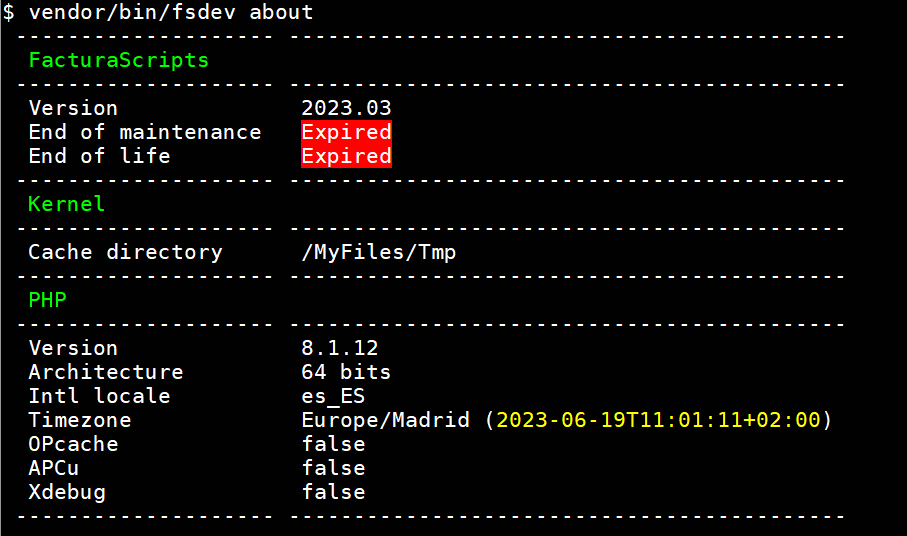 $ vendor/bin/fsdev about
-------------------- -------------------------------------------
FacturaScripts
-------------------- -------------------------------------------
Version 2023.03
End of maintenance Expired
End of life Expired
-------------------- -------------------------------------------
Kernel
-------------------- -------------------------------------------
Cache directory /MyFiles/Tmp
-------------------- -------------------------------------------
PHP
-------------------- -------------------------------------------
Version 8.1.12
Architecture 64 bits
Intl locale es_ES
Timezone Europe/Madrid (2023-06-19T11:01:11+02:00)
OPcache false
APCu false
Xdebug false
-------------------- -------------------------------------------